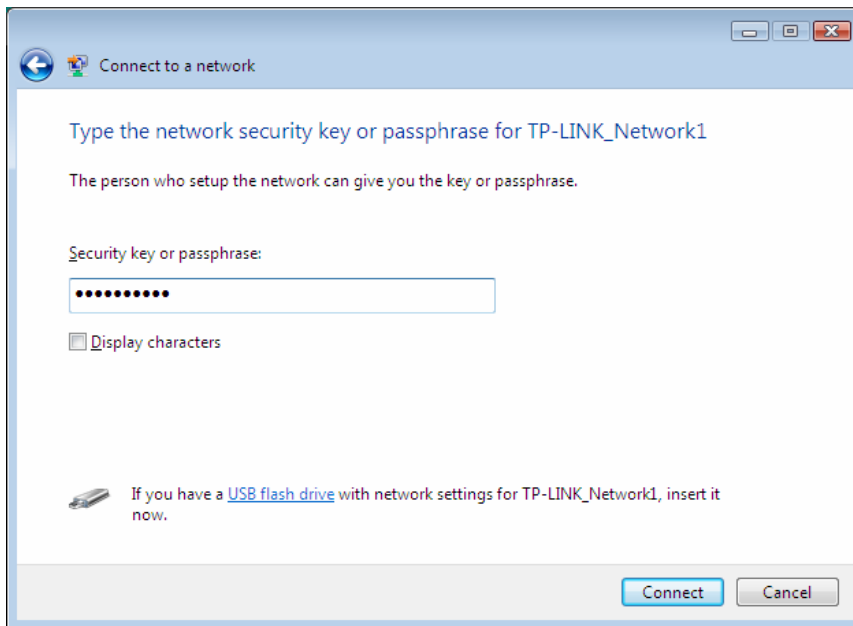 Connect to a network
Type the network security key or passphrase for TP-LINK_Network1
The person who setup the network can give you the key or passphrase.
Security key or passphrase:
••••••••••
Display characters
If you have a USB flash drive with network settings for TP-LINK_Network1, insert it
now.
Connect Cancel